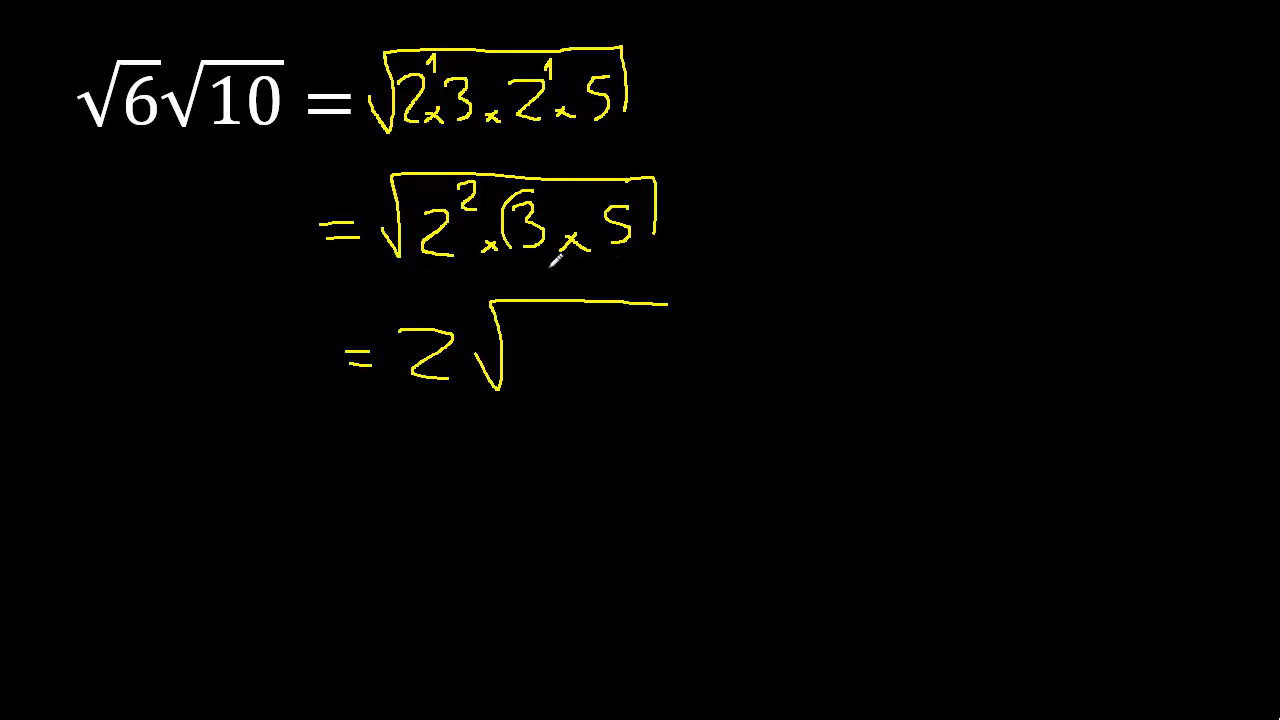 √6√10 = √2¹×3×2¹×5
= √2²×(3×5
= 2√